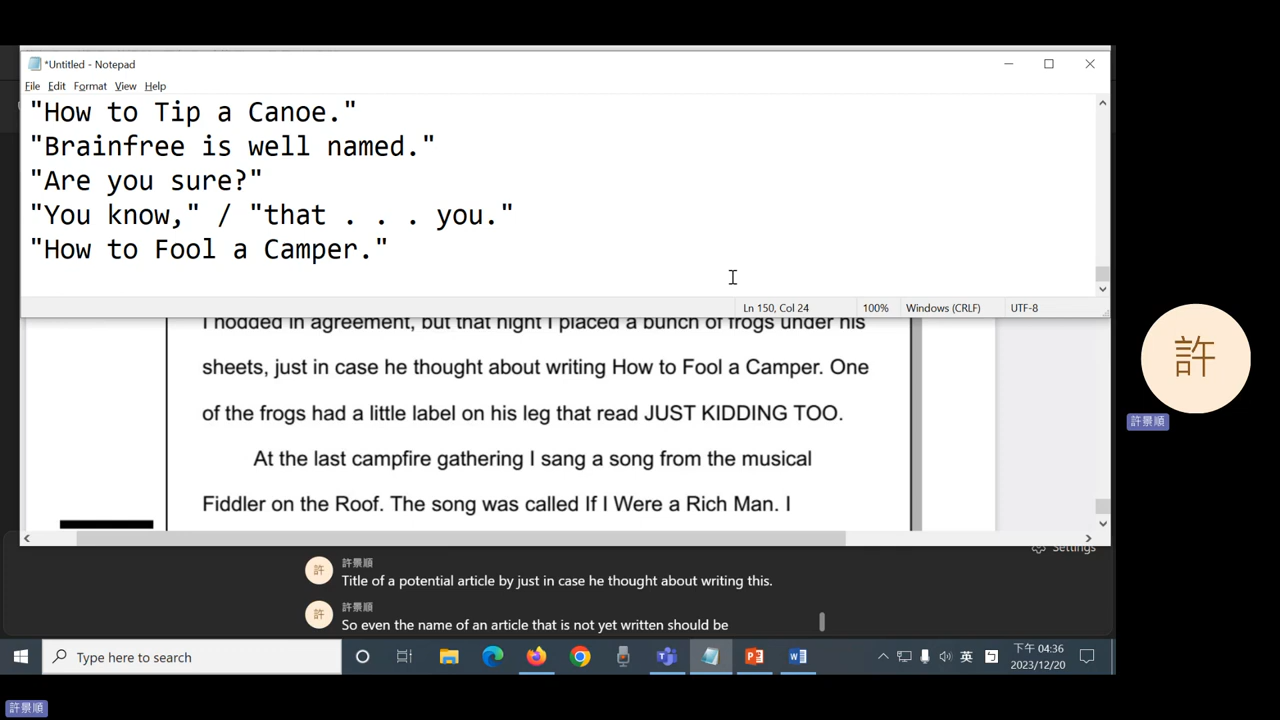 *Untitled - Notepad
File Edit Format View Help
"How to Tip a Canoe."
"Brainfree is well named."
"Are you sure?"
"You know," / "that . . . you."
"How to Fool a Camper."
Ln 150, Col 24 100% Windows (CRLF) UTF-8
I nodded in agreement, but that night I placed a bunch of frogs under his
sheets, just in case he thought about writing How to Fool a Camper. One
of the frogs had a little label on his leg that read JUST KIDDING TOO.
At the last campfire gathering I sang a song from the musical
Fiddler on the Roof. The song was called If I Were a Rich Man. I
Settings
許
許景順
Title of a potential article by just in case he thought about writing this.
許
許景順
So even the name of an article that is not yet written should be
許
許景順
Type here to search
英
下午 04:36
2023/12/20
許景順